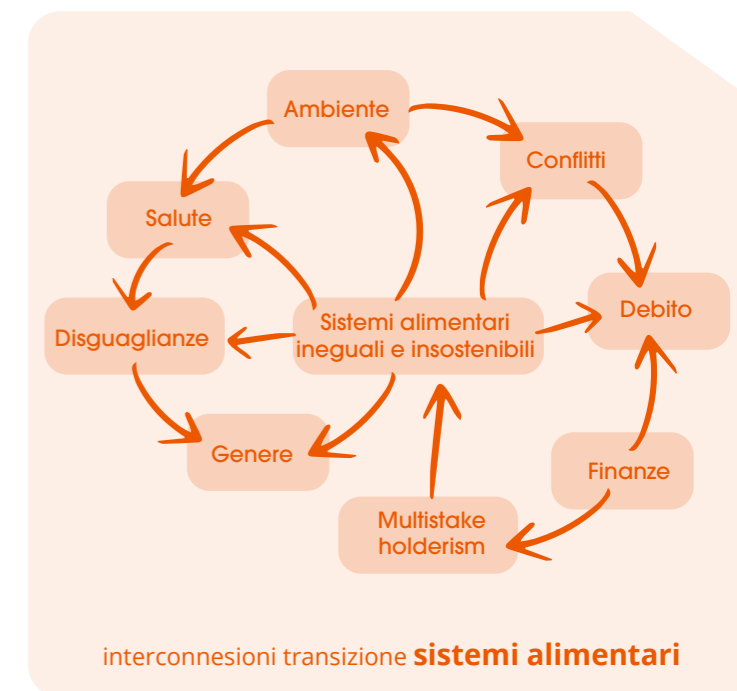 Ambiente
Conflitti
Salute
Debito
Sistemi alimentari
ineguali e insostenibili
Disguaglianze
Genere
Finanze
Multistake
holderism
interconnesioni transizione sistemi alimentari